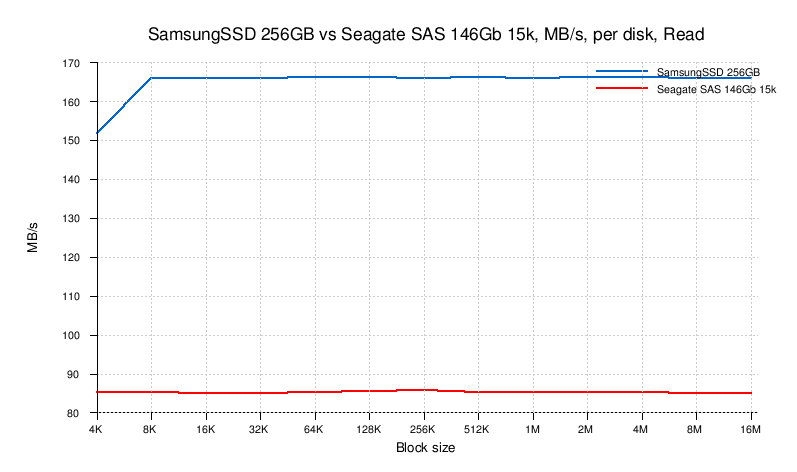 SamsungSSD 256GB vs Seagate SAS 146Gb 15k, MB/s, per disk, Read
170
160
150
140
130
120
110
100
90
80
MB/s
SamsungSSD 256GB
Seagate SAS 146Gb 15k
4K 8K 16K 32K 64K 128K 256K 512K 1M 2M 4M 8M 16M
Block size